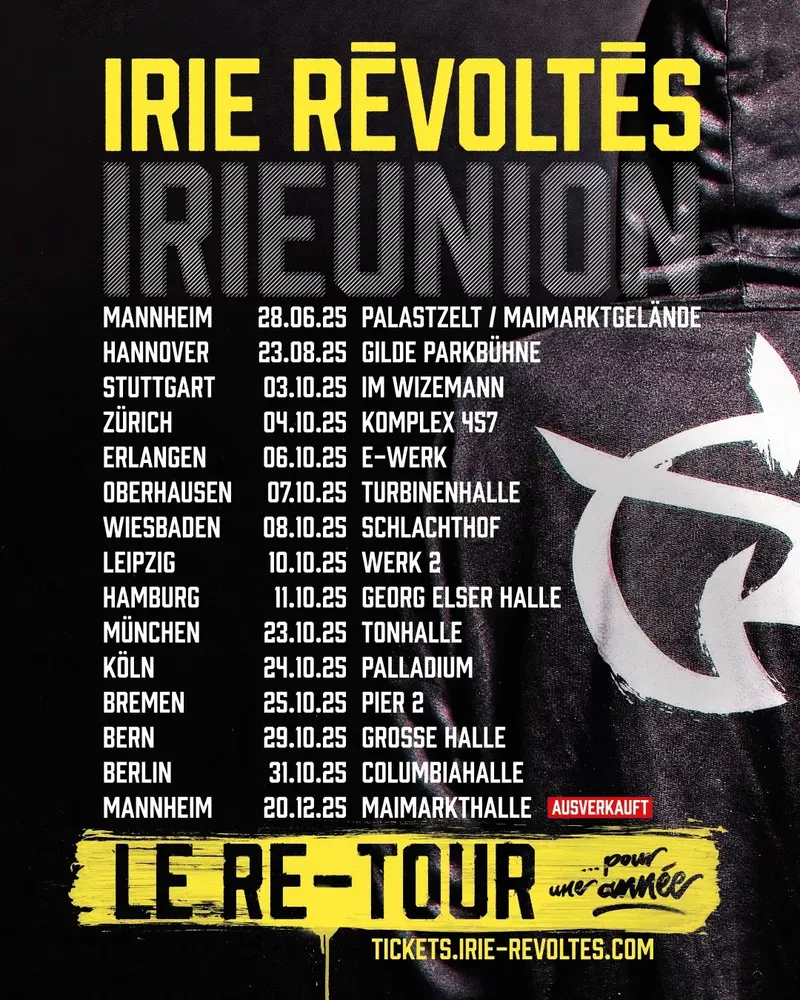 IRIE RĒVOLTĒS
IRIEUNION
MANNHEIM 28.06.25 PALASTZELT / MAIMARKTGELÄNDE
HANNOVER 23.08.25 GILDE PARKBÜHNE
STUTTGART 03.10.25 IM WIZEMANN
ZÜRICH 04.10.25 KOMPLEX 457
ERLANGEN 06.10.25 E-WERK
OBERHAUSEN 07.10.25 TURBINENHALLE
WIESBADEN 08.10.25 SCHLACHTHOF
LEIPZIG 10.10.25 WERK 2
HAMBURG 11.10.25 GEORG ELSER HALLE
MÜNCHEN 23.10.25 TONHALLE
KÖLN 24.10.25 PALLADIUM
BREMEN 25.10.25 PIER 2
BERN 29.10.25 GROSSE HALLE
BERLIN 31.10.25 COLUMBIAHALLE
MANNHEIM 20.12.25 MAIMARKTHALLE AUSVERKAUFT
LE RE-TOUR ...pour
une année
TICKETS.IRIE-REVOLTES.COM